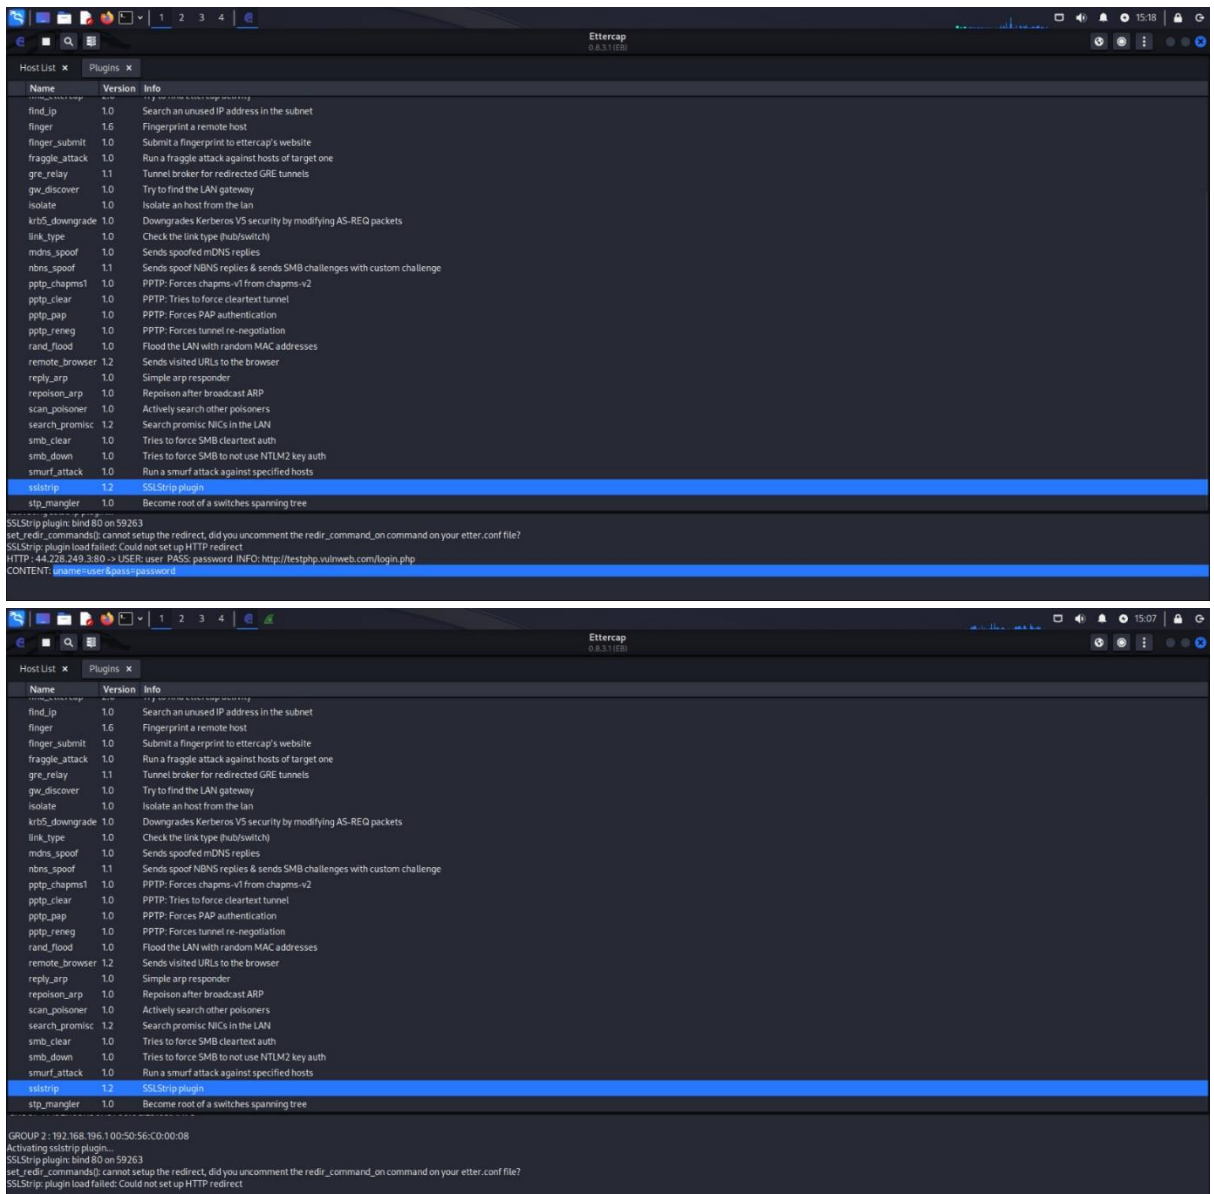 1 2 3 4
15:18
Ettercap
0.8.3.1 (EB)
Host List × Plugins ×
Name Version Info
find_ip 1.0 Search an unused IP address in the subnet
finger 1.6 Fingerprint a remote host
finger_submit 1.0 Submit a fingerprint to ettercap's website
fraggle_attack 1.0 Run a fraggle attack against hosts of target one
gre_relay 1.1 Tunnel broker for redirected GRE tunnels
gw_discover 1.0 Try to find the LAN gateway
isolate 1.0 Isolate an host from the lan
krb5_downgrade 1.0 Downgrades Kerberos V5 security by modifying AS-REQ packets
link_type 1.0 Check the link type (hub/switch)
mdns_spoof 1.0 Sends spoofed mDNS replies
nbns_spoof 1.1 Sends spoof NBNS replies & sends SMB challenges with custom challenge
pptp_chapms1 1.0 PPTP: Forces chapms-v1 from chapms-v2
pptp_clear 1.0 PPTP: Tries to force cleartext tunnel
pptp_pap 1.0 PPTP: Forces PAP authentication
pptp_reneg 1.0 PPTP: Forces tunnel re-negotiation
rand_flood 1.0 Flood the LAN with random MAC addresses
remote_browser 1.2 Sends visited URLs to the browser
reply_arp 1.0 Simple arp responder
repoison_arp 1.0 Repoison after broadcast ARP
scan_poisoner 1.0 Actively search other poisoners
search_promisc 1.2 Search promisc NICs in the LAN
smb_clear 1.0 Tries to force SMB cleartext auth
smb_down 1.0 Tries to force SMB to not use NTLM2 key auth
smurf_attack 1.0 Run a smurf attack against specified hosts
sslstrip 1.2 SSLStrip plugin
stp_mangler 1.0 Become root of a switches spanning tree
SSLStrip plugin: bind 80 on 59263
set_redir_commands(): cannot setup the redirect, did you uncomment the redir_command_on command on your etter.conf file?
SSLStrip: plugin load failed: Could not set up HTTP redirect
HTTP : 44.228.249.3:80 -> USER: user PASS: password INFO: http://testphp.vulnweb.com/login.php
CONTENT: uname=user&pass=password
1 2 3 4
15:07
Ettercap
0.8.3.1 (EB)
Host List × Plugins ×
Name Version Info
find_ip 1.0 Search an unused IP address in the subnet
finger 1.6 Fingerprint a remote host
finger_submit 1.0 Submit a fingerprint to ettercap's website
fraggle_attack 1.0 Run a fraggle attack against hosts of target one
gre_relay 1.1 Tunnel broker for redirected GRE tunnels
gw_discover 1.0 Try to find the LAN gateway
isolate 1.0 Isolate an host from the lan
krb5_downgrade 1.0 Downgrades Kerberos V5 security by modifying AS-REQ packets
link_type 1.0 Check the link type (hub/switch)
mdns_spoof 1.0 Sends spoofed mDNS replies
nbns_spoof 1.1 Sends spoof NBNS replies & sends SMB challenges with custom challenge
pptp_chapms1 1.0 PPTP: Forces chapms-v1 from chapms-v2
pptp_clear 1.0 PPTP: Tries to force cleartext tunnel
pptp_pap 1.0 PPTP: Forces PAP authentication
pptp_reneg 1.0 PPTP: Forces tunnel re-negotiation
rand_flood 1.0 Flood the LAN with random MAC addresses
remote_browser 1.2 Sends visited URLs to the browser
reply_arp 1.0 Simple arp responder
repoison_arp 1.0 Repoison after broadcast ARP
scan_poisoner 1.0 Actively search other poisoners
search_promisc 1.2 Search promisc NICs in the LAN
smb_clear 1.0 Tries to force SMB cleartext auth
smb_down 1.0 Tries to force SMB to not use NTLM2 key auth
smurf_attack 1.0 Run a smurf attack against specified hosts
sslstrip 1.2 SSLStrip plugin
stp_mangler 1.0 Become root of a switches spanning tree
GROUP 2 : 192.168.196.1 00:50:56:C0:00:08
Activating sslstrip plugin...
SSLStrip plugin: bind 80 on 59263
set_redir_commands(): cannot setup the redirect, did you uncomment the redir_command_on command on your etter.conf file?
SSLStrip: plugin load failed: Could not set up HTTP redirect